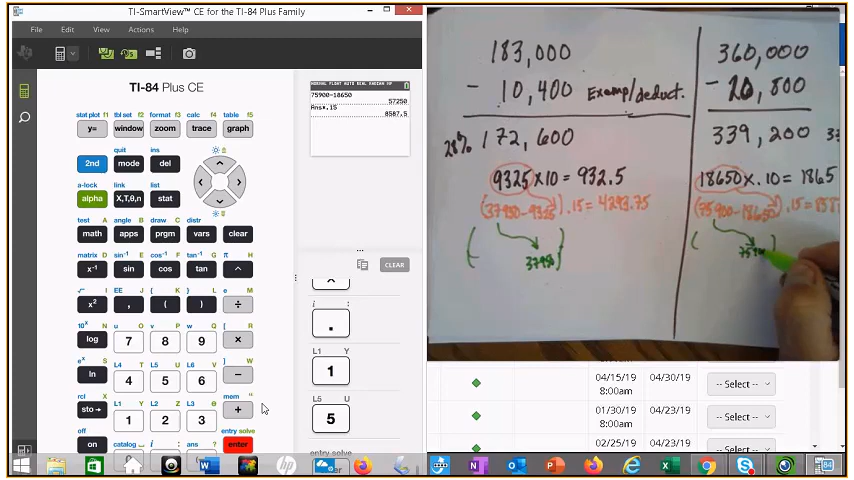 TI-SmartView™ CE for the TI-84 Plus Family
File Edit View Actions Help
TI-84 Plus CE
stat plot f1 tbl set f2 format f3 calc f4 table f5
y= window zoom trace graph
quit ins
2nd mode del
a-lock link list
alpha X,T,θ,n stat
test A angle B draw C distr
math apps prgm vars clear
matrix D sin⁻¹ E cos⁻¹ F tan⁻¹ G π H
x⁻¹ sin cos tan ^
√ I EE J { K } L e M
x² , ( ) ÷
10ˣ N u O v P w Q [ R
log 7 8 9 ×
eˣ S L4 T L5 U L6 V ] W
ln 4 5 6 −
rcl X L1 Y L2 Z L3 θ mem "
sto→ 1 2 3 +
off catalog i : ans ? entry solve
on enter
NORMAL FLOAT AUTO REAL RADIAN MP
75900-18650
57250
Ans*.15
8587.5
CLEAR
^
i :
.
L1 Y
1
L5 U
5
entry solve
183,000
- 10,400 Exemp/deduct.
28% 172,600
9325 x 10 = 932.5
(37950-9325).15 = 4293.75
( 37950 )
360,000
- 20,800
339,200
18650 x .10 = 1865
(75900-18650).15=
(
04/15/19 04/30/19
8:00am
-- Select --
01/30/19 04/23/19
8:00am
-- Select --
02/25/19 04/23/19
-- Select --